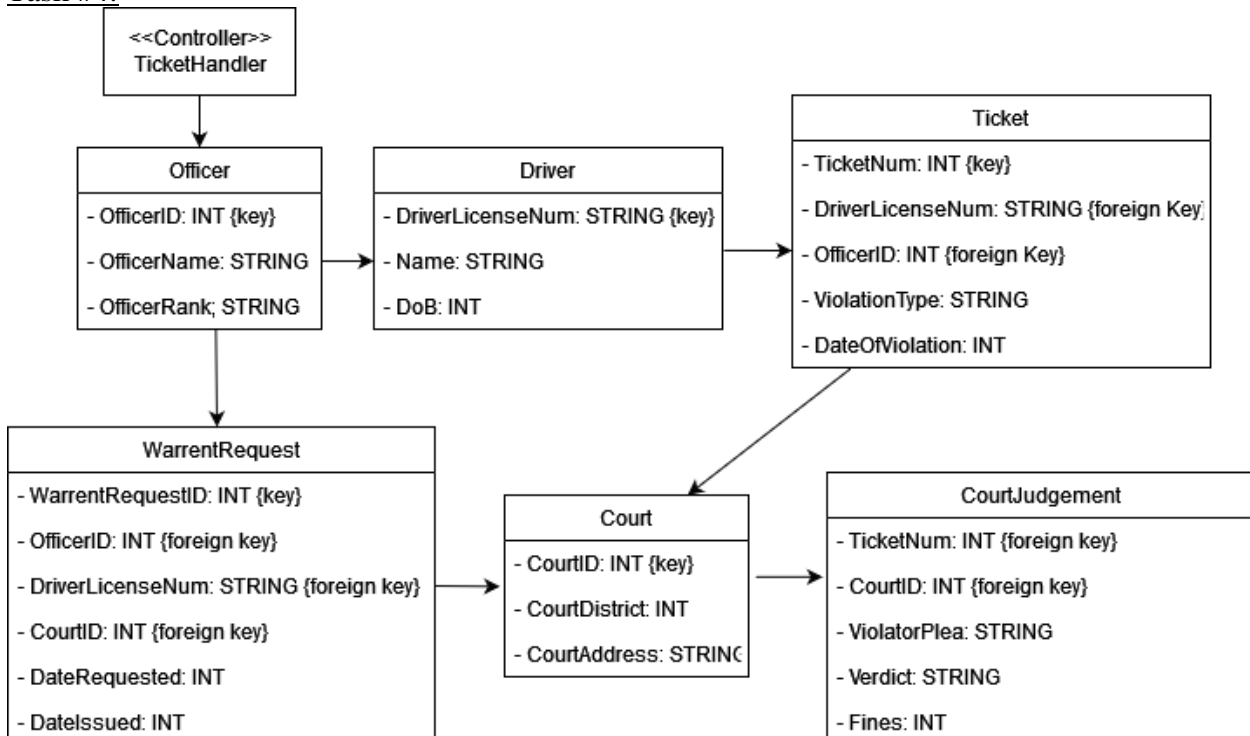 <<Controller>>
TicketHandler
Officer
- OfficerID: INT {key}
- OfficerName: STRING
- OfficerRank; STRING
Driver
- DriverLicenseNum: STRING {key}
- Name: STRING
- DoB: INT
Ticket
- TicketNum: INT {key}
- DriverLicenseNum: STRING {foreign Key}
- OfficerID: INT {foreign Key}
- ViolationType: STRING
- DateOfViolation: INT
WarrentRequest
- WarrentRequestID: INT {key}
- OfficerID: INT {foreign key}
- DriverLicenseNum: STRING {foreign key}
- CourtID: INT {foreign key}
- DateRequested: INT
- DateIssued: INT
Court
- CourtID: INT {key}
- CourtDistrict: INT
- CourtAddress: STRING
CourtJudgement
- TicketNum: INT {foreign key}
- CourtID: INT {foreign key}
- ViolatorPlea: STRING
- Verdict: STRING
- Fines: INT